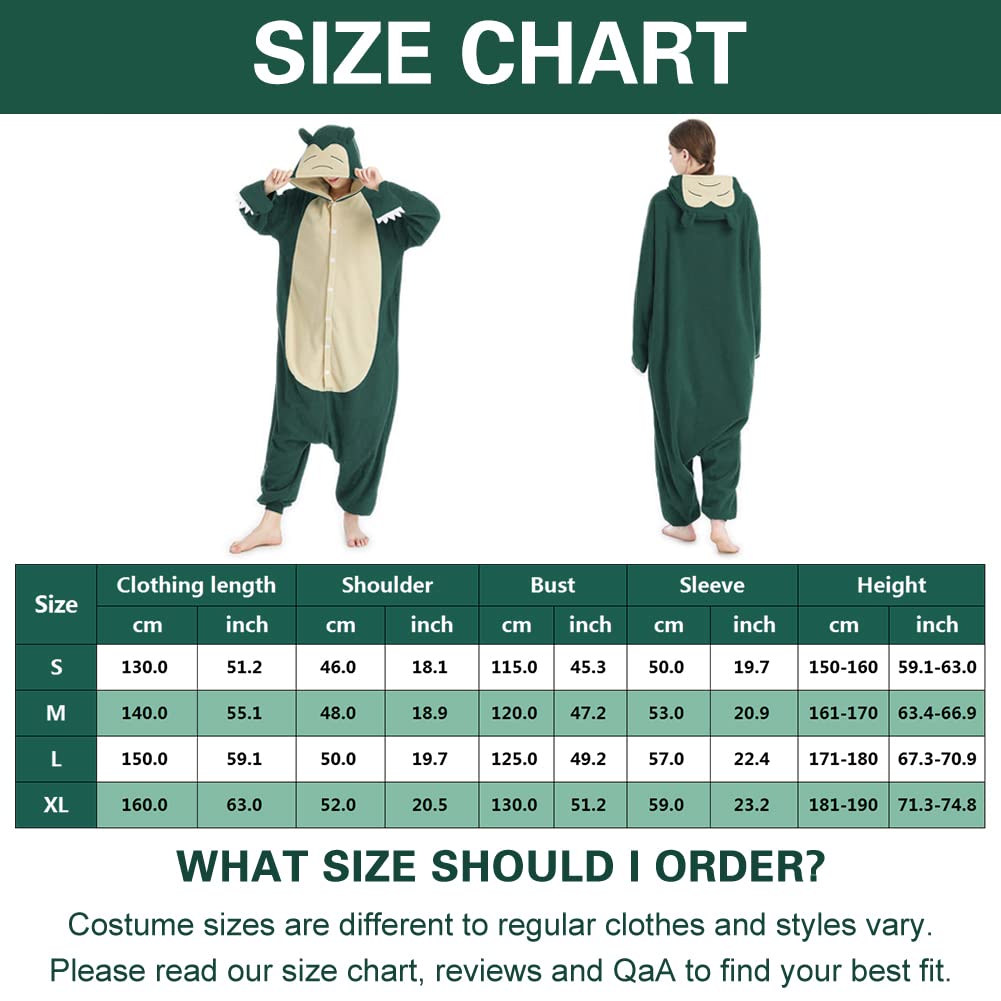 SIZE CHART
Size Clothing length Shoulder Bust Sleeve Height
cm inch cm inch cm inch cm inch cm inch
S 130.0 51.2 46.0 18.1 115.0 45.3 50.0 19.7 150-160 59.1-63.0
M 140.0 55.1 48.0 18.9 120.0 47.2 53.0 20.9 161-170 63.4-66.9
L 150.0 59.1 50.0 19.7 125.0 49.2 57.0 22.4 171-180 67.3-70.9
XL 160.0 63.0 52.0 20.5 130.0 51.2 59.0 23.2 181-190 71.3-74.8
WHAT SIZE SHOULD I ORDER?
Costume sizes are different to regular clothes and styles vary.
Please read our size chart, reviews and QaA to find your best fit.